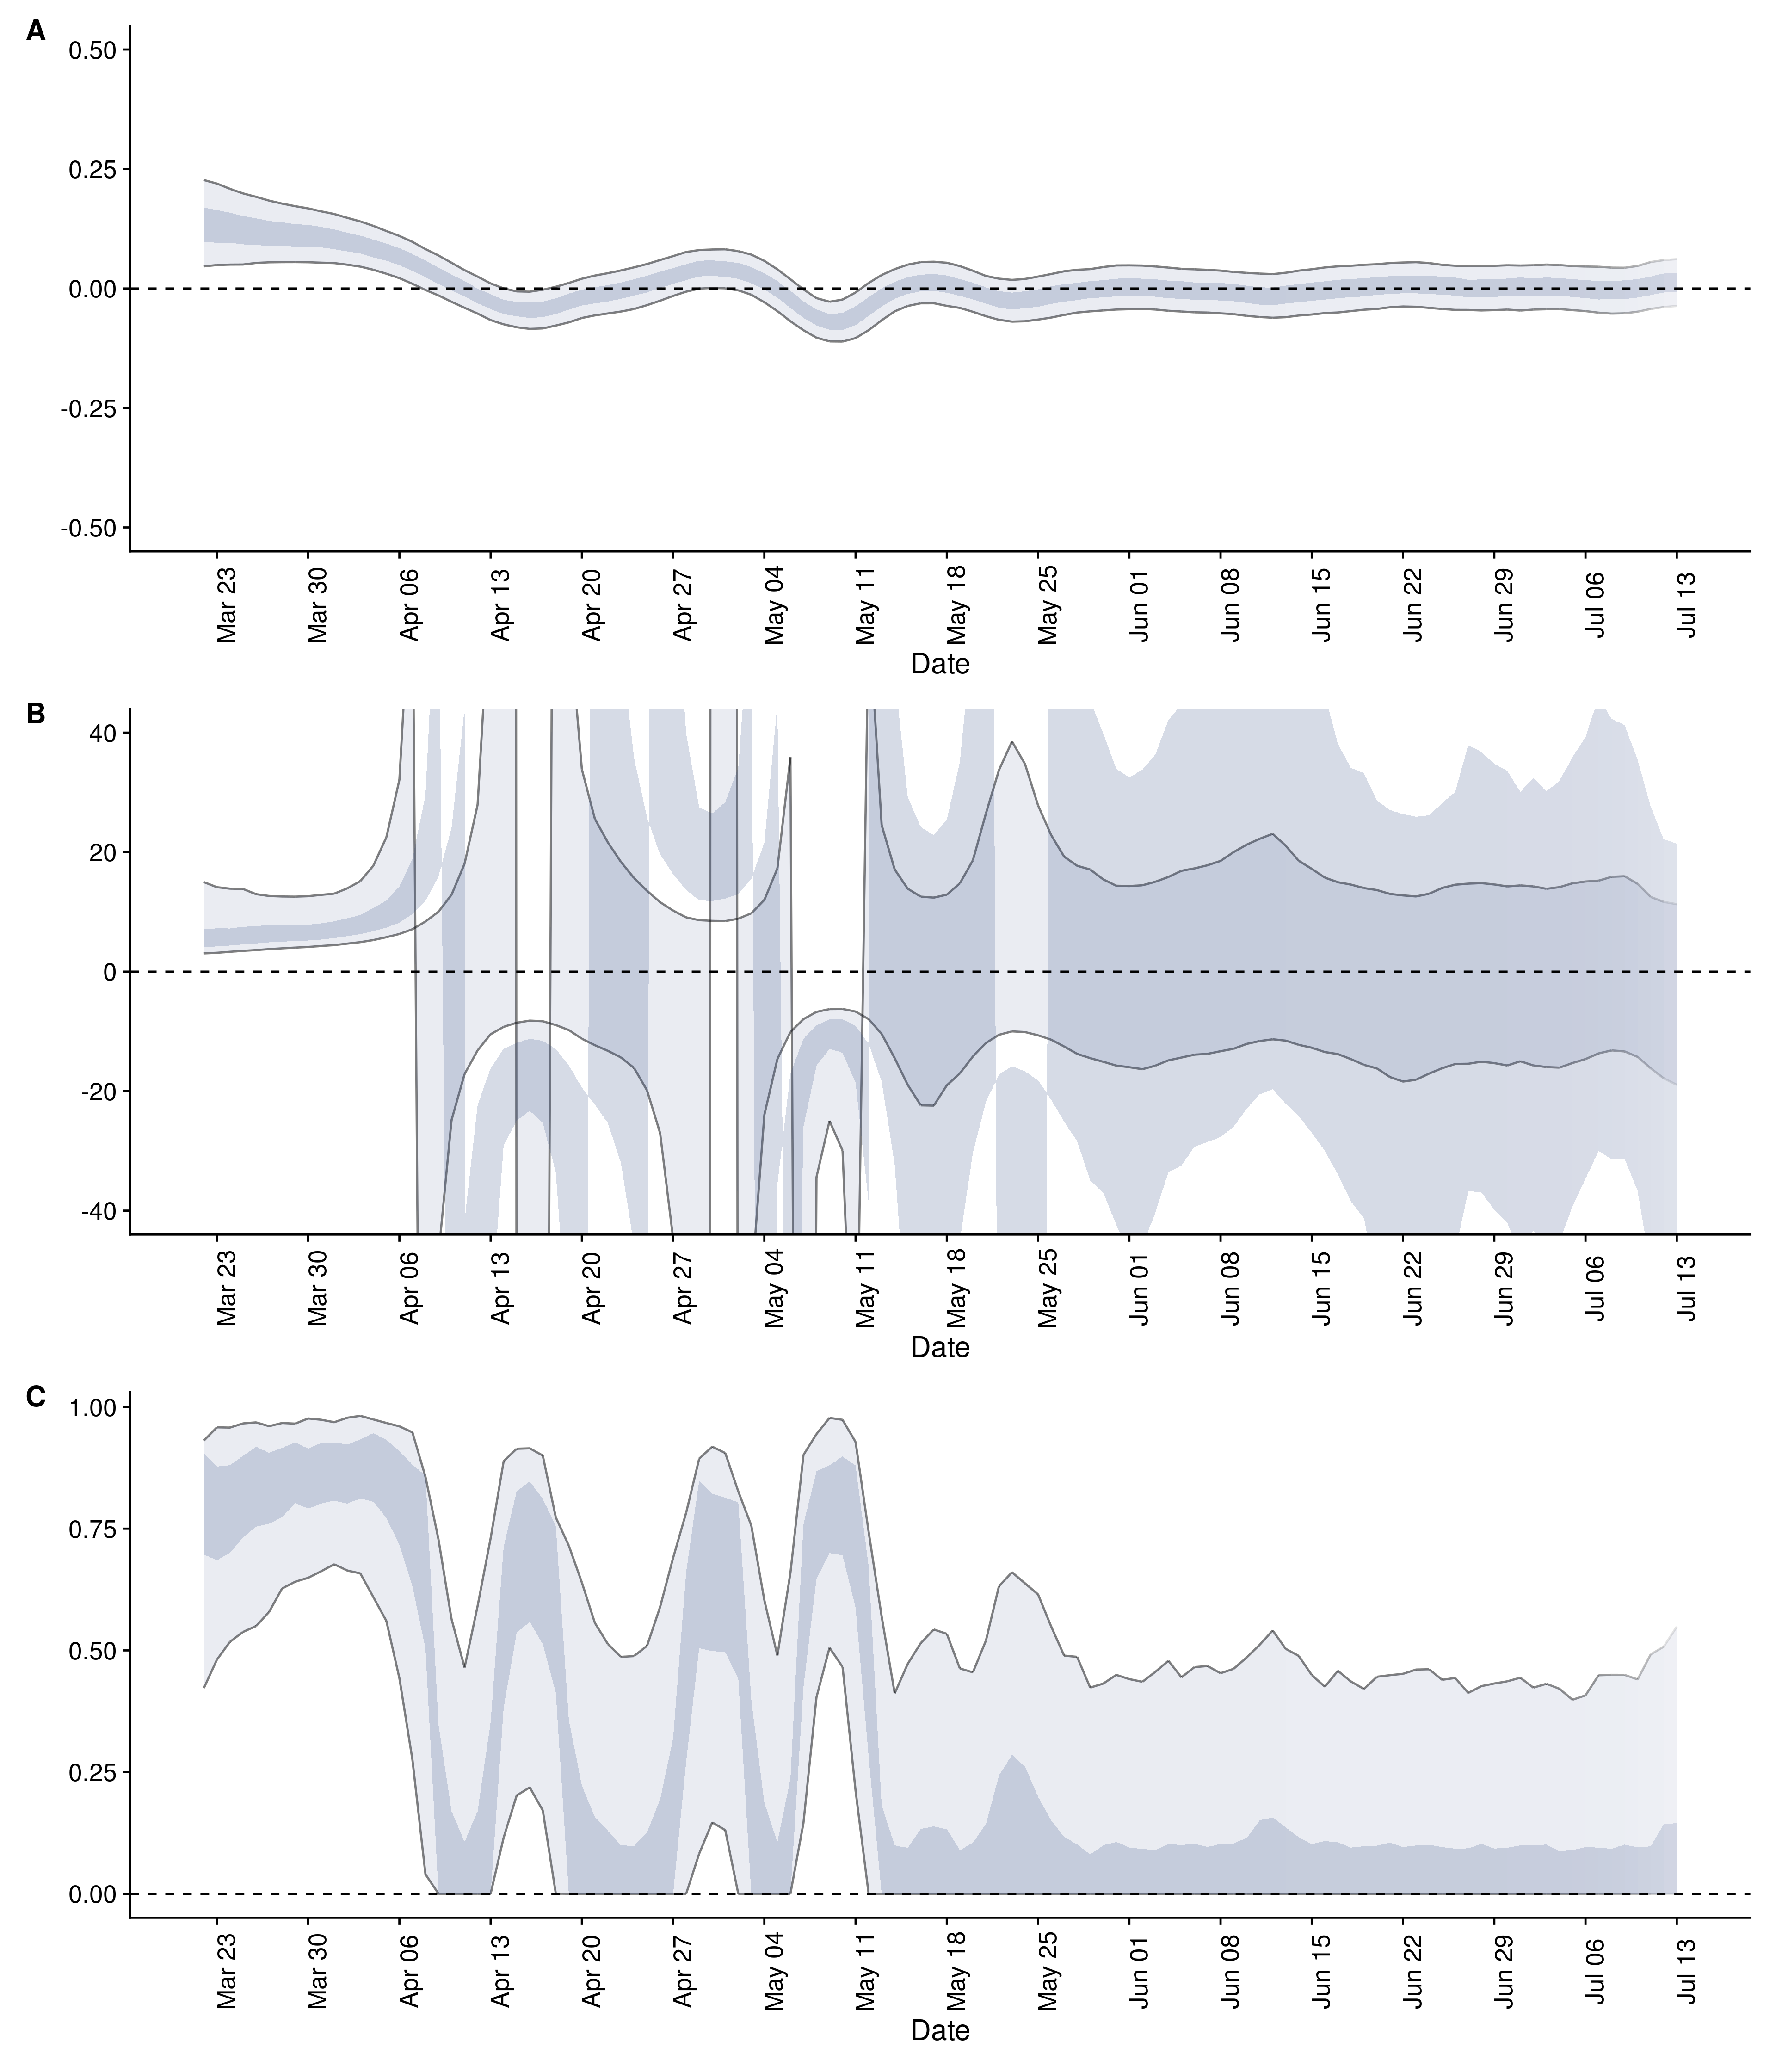 A
0.50
0.25
0.00
-0.25
-0.50
Mar 23
Mar 30
Apr 06
Apr 13
Apr 20
Apr 27
May 04
May 11
May 18
May 25
Jun 01
Jun 08
Jun 15
Jun 22
Jun 29
Jul 06
Jul 13
Date
B
40
20
0
-20
-40
Mar 23
Mar 30
Apr 06
Apr 13
Apr 20
Apr 27
May 04
May 11
May 18
May 25
Jun 01
Jun 08
Jun 15
Jun 22
Jun 29
Jul 06
Jul 13
Date
C
1.00
0.75
0.50
0.25
0.00
Mar 23
Mar 30
Apr 06
Apr 13
Apr 20
Apr 27
May 04
May 11
May 18
May 25
Jun 01
Jun 08
Jun 15
Jun 22
Jun 29
Jul 06
Jul 13
Date